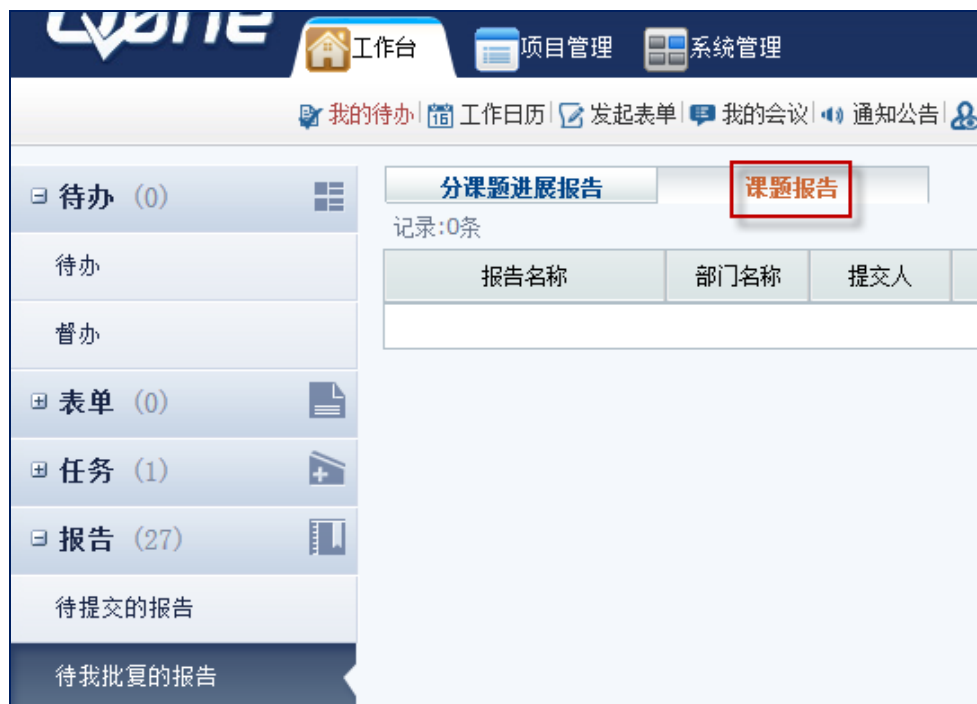 工作台 项目管理 系统管理
我的待办 工作日历 发起表单 我的会议 通知公告
待办 (0)
待办
督办
表单 (0)
任务 (1)
报告 (27)
待提交的报告
待我批复的报告
分课题进展报告 课题报告
记录:0条
报告名称 部门名称 提交人